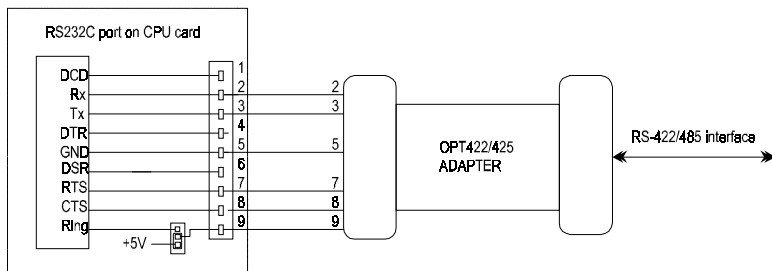 RS232C port on CPU card
DCD
Rx
Tx
DTR
GND
DSR
RTS
CTS
RIng
+5V
1
2
3
4
5
6
7
8
9
2
3
5
7
8
9
OPT422/425
ADAPTER
RS-422/485 interface